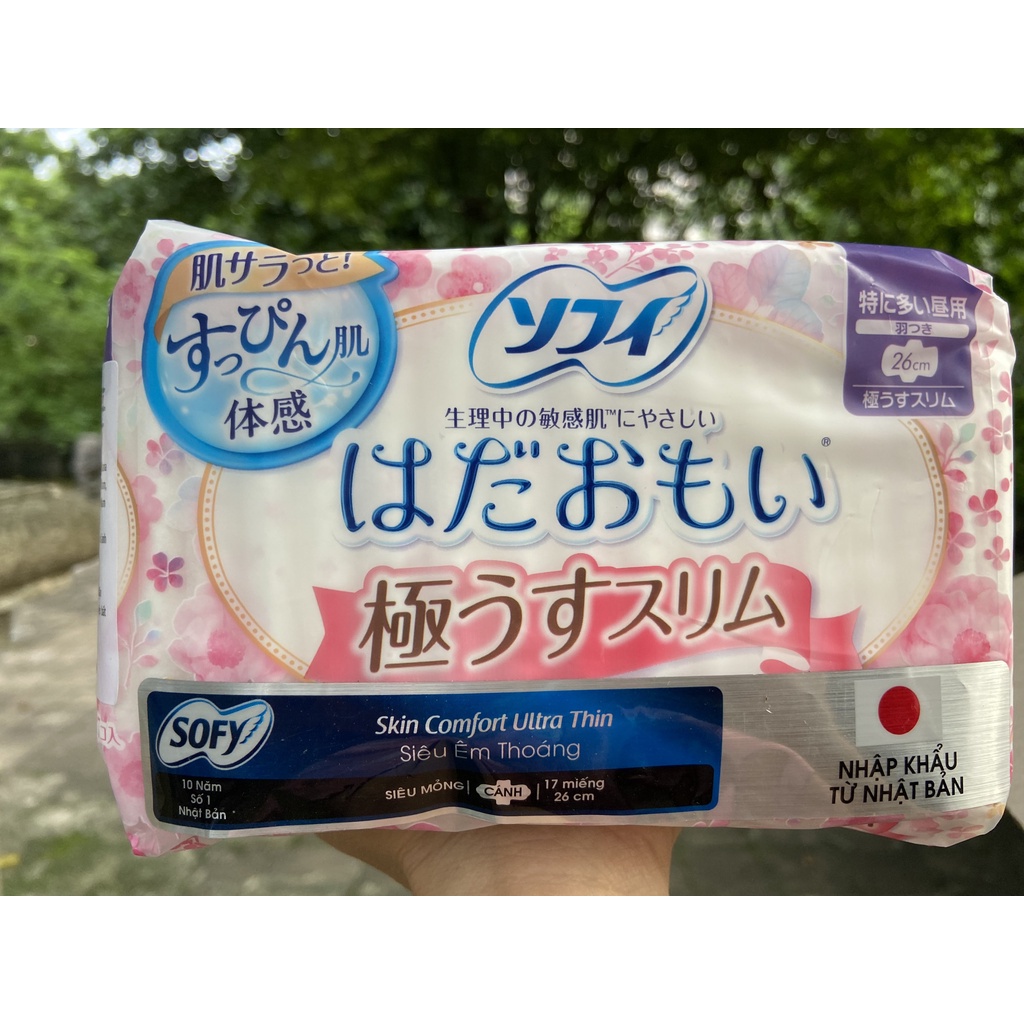 肌サラっと!
すっぴん肌
体感
ソフィ
特に多い昼用
羽つき
26cm
極うすスリム
生理中の敏感肌™にやさしい
はだおもい®
極うすスリム
コ入
SOFY
Skin Comfort Ultra Thin
Siêu Êm Thoáng
10 Năm
Số 1
Nhật Bản
SIÊU MỎNG
CÁNH
17 miếng
26 cm
NHẬP KHẨU
TỪ NHẬT BẢN